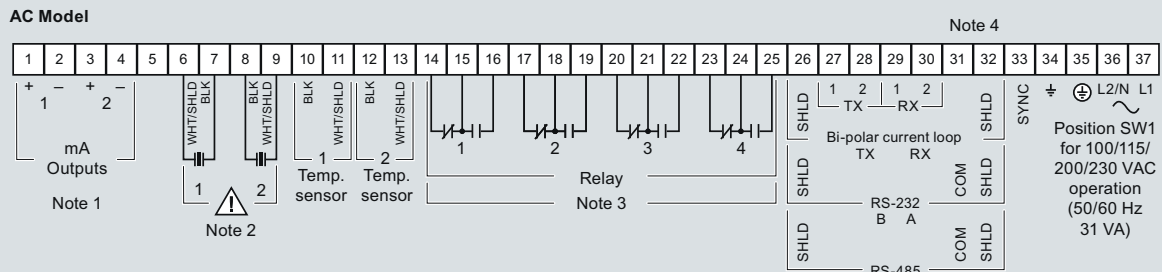 AC Model
Note 4
1 2 3 4 5 6 7 8 9 10 11 12 13 14 15 16 17 18 19 20 21 22 23 24 25 26 27 28 29 30 31 32 33 34 35 36 37
+ – + –
1 2
mA
Outputs
Note 1
WHT/SHLD
BLK
BLK
WHT/SHLD
1 2
Note 2
BLK
WHT/SHLD
1
Temp.
sensor
BLK
WHT/SHLD
2
Temp.
sensor
1 2 3 4
Relay
Note 3
SHLD
1 2 1 2
TX RX
SHLD
Bi-polar current loop
SHLD
TX RX
COM
SHLD
RS-232
SHLD
B A
COM
SHLD
RS-485
SYNC
L2/N L1
Position SW1
for 100/115/
200/230 VAC
operation
(50/60 Hz
31 VA)